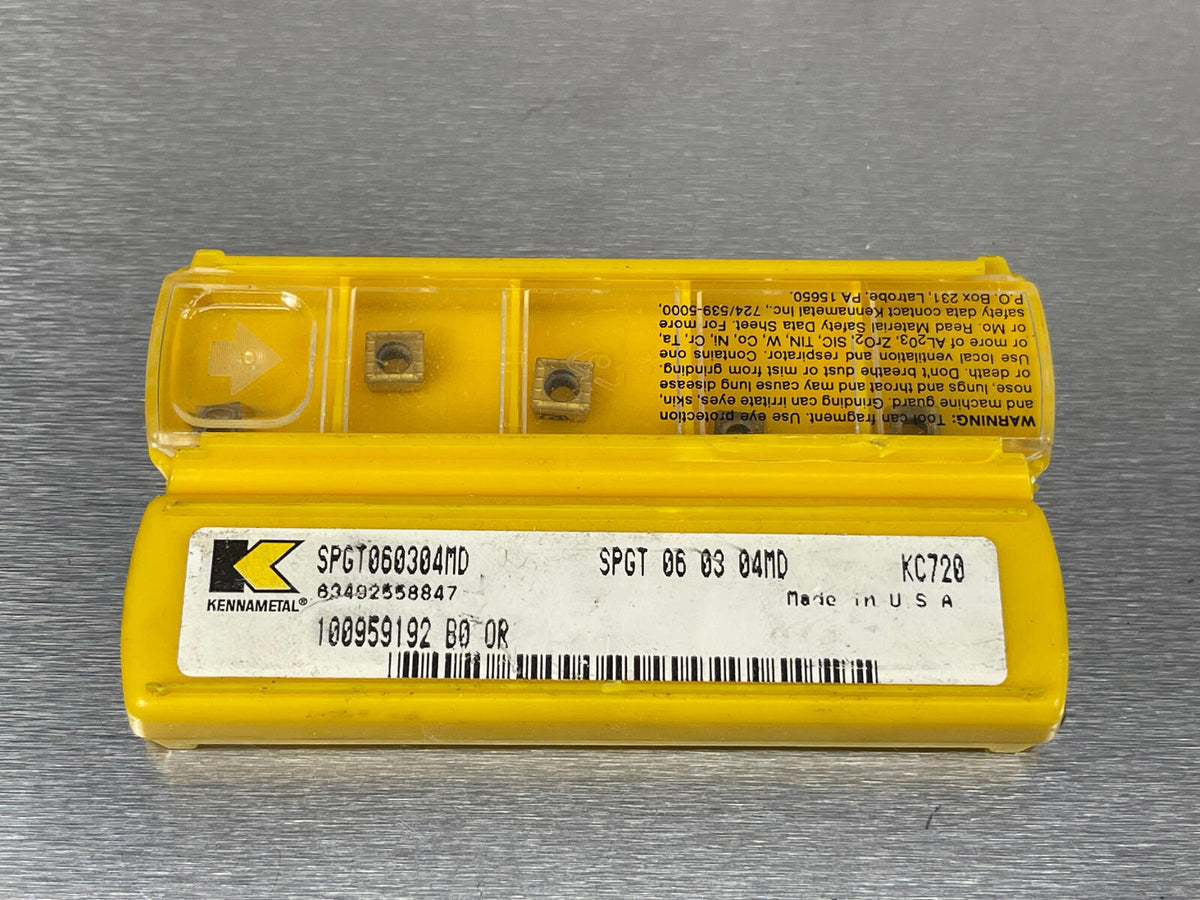 WARNING: Tool can fragment. Use eye protection
and machine guard. Grinding can irritate eyes, skin,
nose, lungs and throat and may cause lung disease
or death. Don't breathe dust or mist from grinding.
Use local ventilation and respirator. Contains one
or more of AL203, ZrO2, SIC, TIN, W, Co, Ni, Cr, Ta,
or Mo. Read Material Safety Data Sheet. For more
safety data contact Kennametal Inc., 724/539-5000,
P.O. Box 231, Latrobe, PA 15650.
KENNAMETAL®
SPGT060304MD SPGT 06 03 04MD KC720
63492558847 Made in U S A
100959192 B0 OR